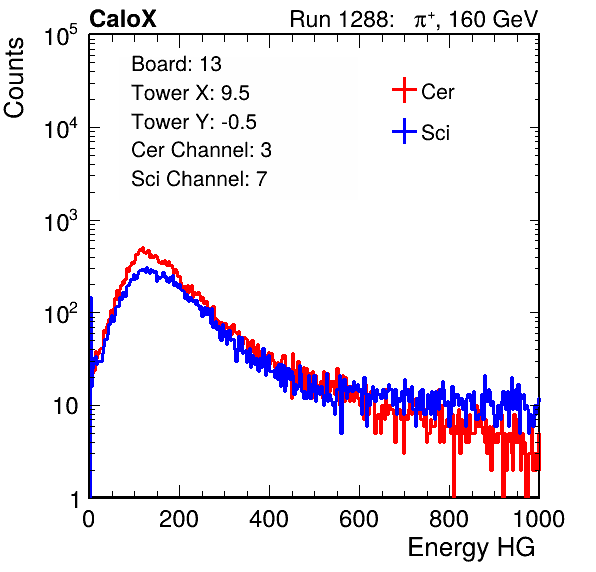 CaloX Run 1288: π⁺, 160 GeV
Counts
10⁵
10⁴
10³
10²
10
1
Board: 13
Tower X: 9.5
Tower Y: -0.5
Cer Channel: 3
Sci Channel: 7
Cer
Sci
0 200 400 600 800 1000
Energy HG